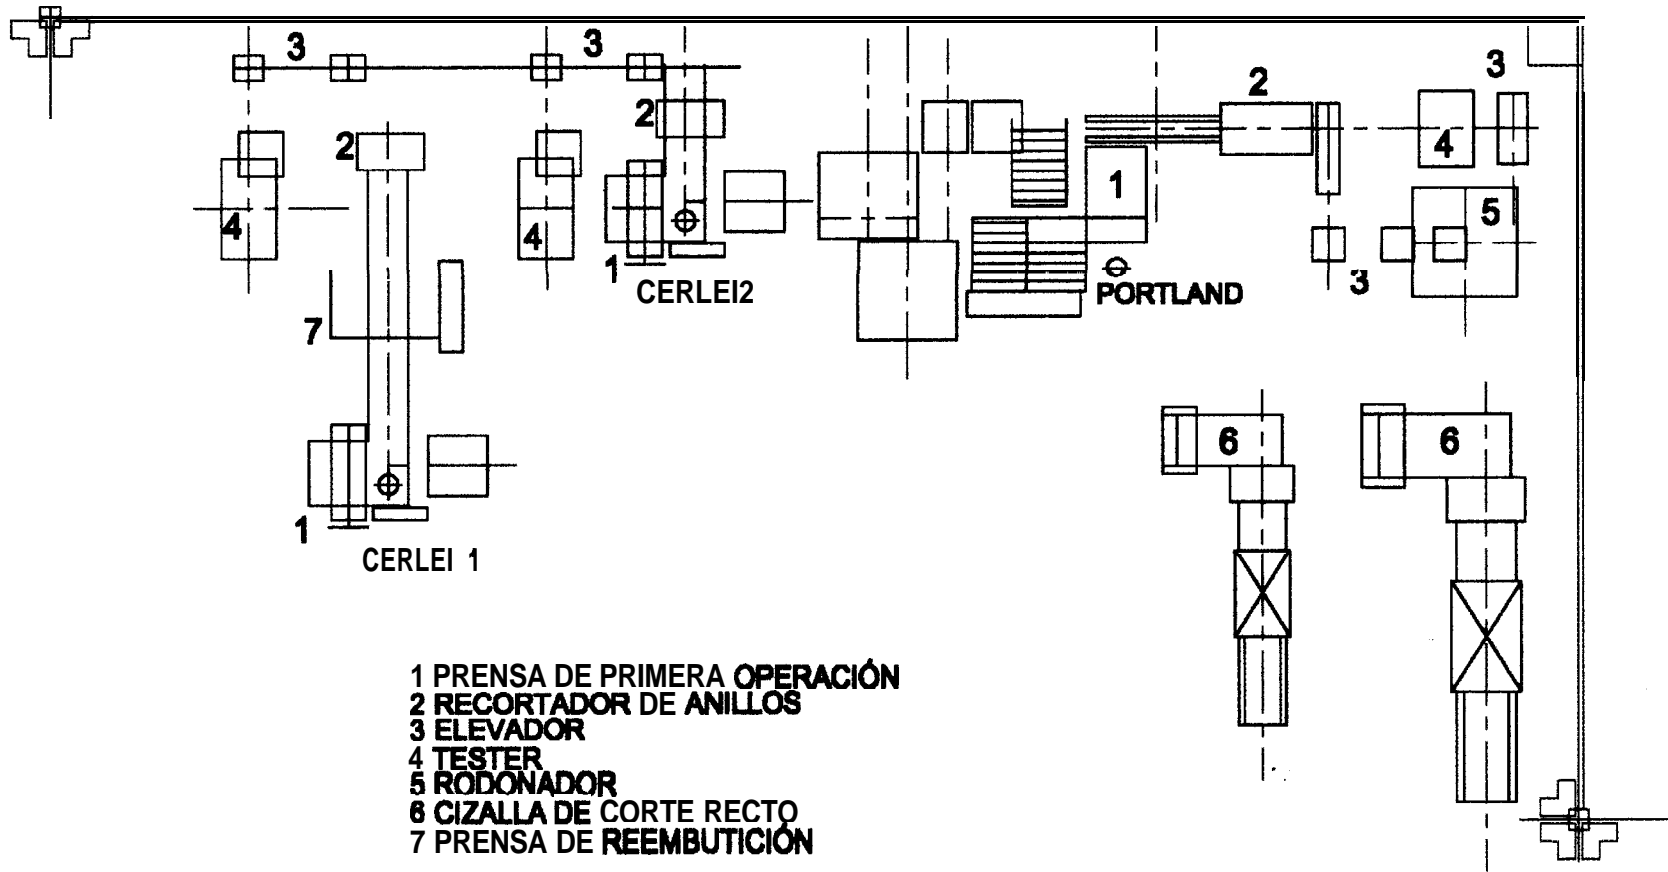 3
3
2
3
2
2
4
1
5
4
4
1
3
CERLEI2
PORTLAND
7
6
6
1
CERLEI 1
1 PRENSA DE PRIMERA OPERACIÓN
2 RECORTADOR DE ANILLOS
3 ELEVADOR
4 TESTER
5 RODONADOR
6 CIZALLA DE CORTE RECTO
7 PRENSA DE REEMBUTICIÓN